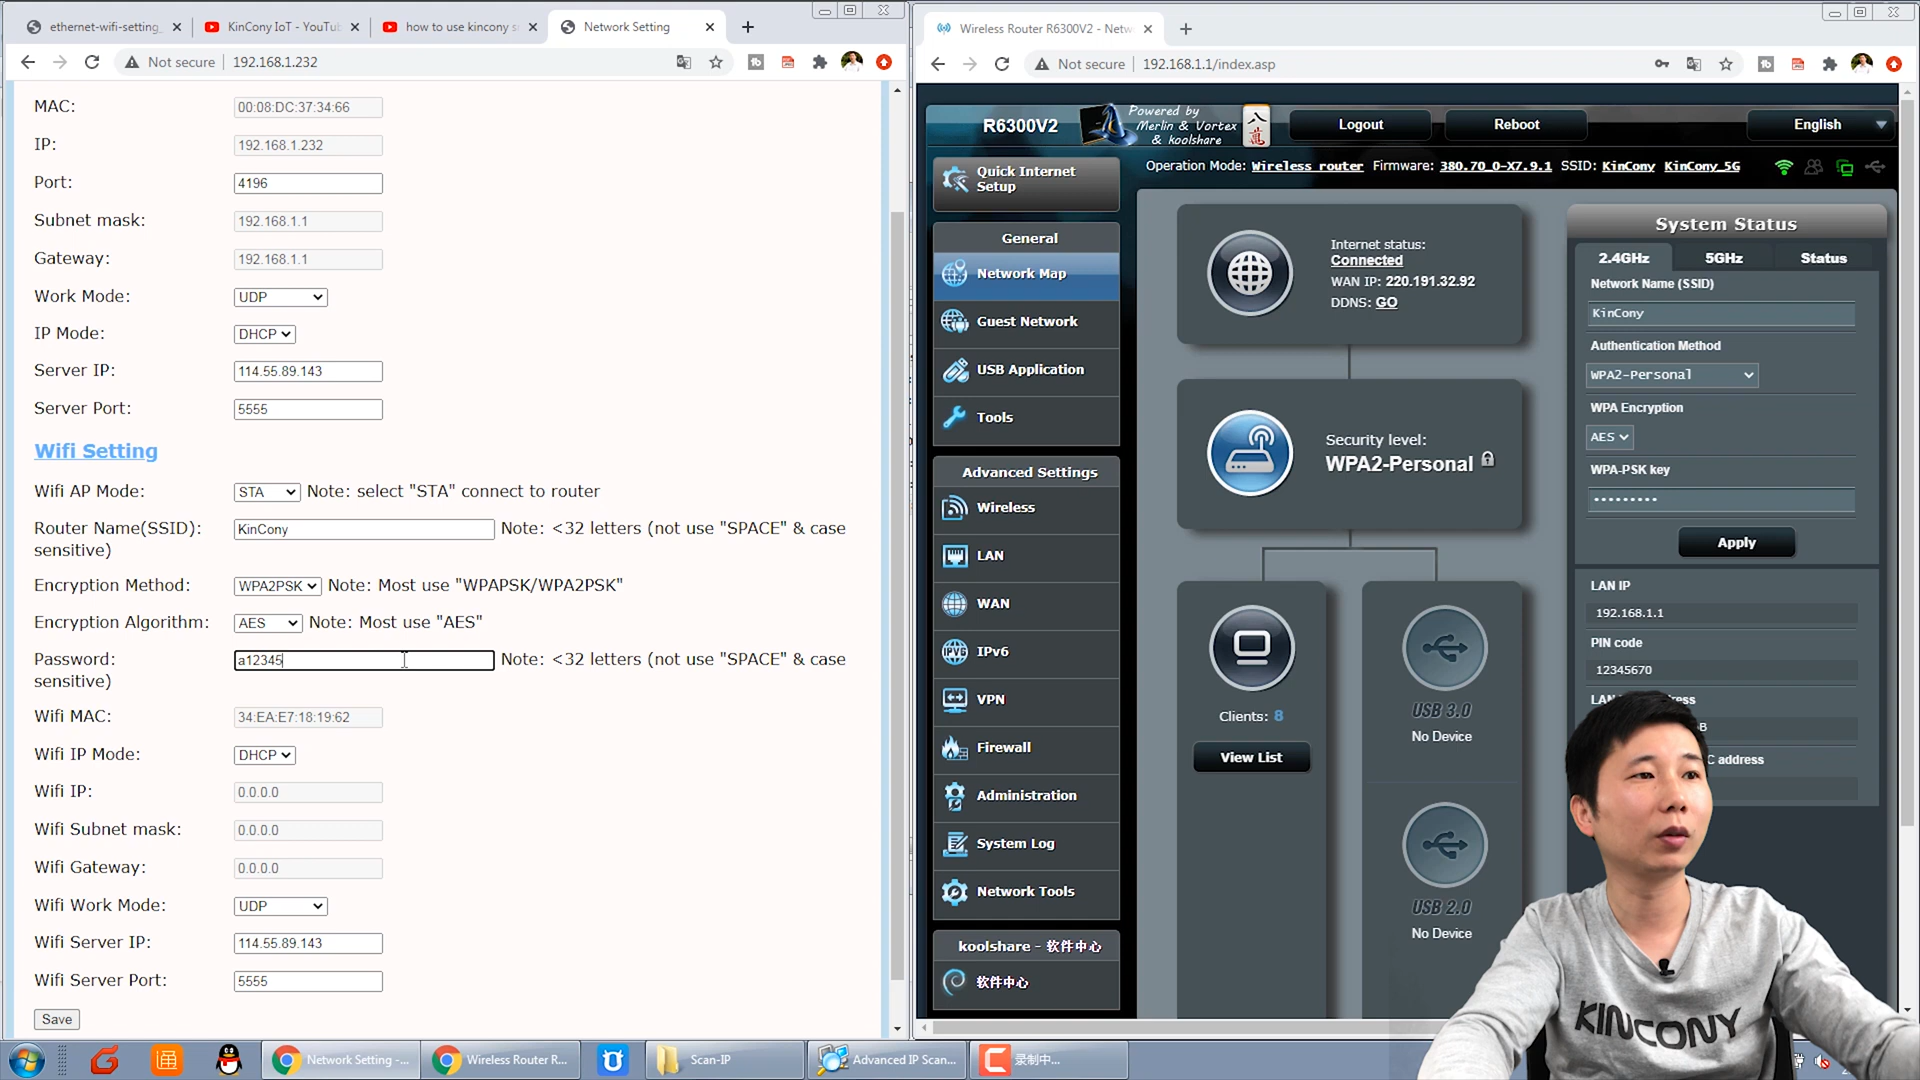 ethernet-wifi-setting_
KinCony IoT - YouTu
how to use kincony s
Network Setting
Not secure
192.168.1.232
MAC:
00:08:DC:37:34:66
IP:
192.168.1.232
Port:
4196
Subnet mask:
192.168.1.1
Gateway:
192.168.1.1
Work Mode:
UDP
IP Mode:
DHCP
Server IP:
114.55.89.143
Server Port:
5555
Wifi Setting
Wifi AP Mode:
STA
Note: select "STA" connect to router
Router Name(SSID):
KinCony
Note: <32 letters (not use "SPACE" & case
sensitive)
Encryption Method:
WPA2PSK
Note: Most use "WPAPSK/WPA2PSK"
Encryption Algorithm:
AES
Note: Most use "AES"
Password:
a12345
Note: <32 letters (not use "SPACE" & case
sensitive)
Wifi MAC:
34:EA:E7:18:19:62
Wifi IP Mode:
DHCP
Wifi IP:
0.0.0.0
Wifi Subnet mask:
0.0.0.0
Wifi Gateway:
0.0.0.0
Wifi Work Mode:
UDP
Wifi Server IP:
114.55.89.143
Wifi Server Port:
5555
Save
Wireless Router R6300V2 - Netw
Not secure
192.168.1.1/index.asp
R6300V2
Powered by
Merlin & Vortex
& koolshare
Logout
Reboot
English
Operation Mode: Wireless router Firmware: 380.70_0-X7.9.1 SSID: KinCony KinCony_5G
Quick Internet
Setup
General
Network Map
Guest Network
USB Application
Tools
Advanced Settings
Wireless
LAN
WAN
IPv6
VPN
Firewall
Administration
System Log
Network Tools
koolshare - 软件中心
软件中心
Internet status:
Connected
WAN IP: 220.191.32.92
DDNS: GO
Security level:
WPA2-Personal
Clients: 8
View List
USB 3.0
No Device
USB 2.0
No Device
System Status
2.4GHz
5GHz
Status
Network Name (SSID)
KinCony
Authentication Method
WPA2-Personal
WPA Encryption
AES
WPA-PSK key
•••••••••
Apply
LAN IP
192.168.1.1
PIN code
12345670
address
KINCONY
Network Setting -...
Wireless Router R...
Scan-IP
Advanced IP Scan...
录制中...